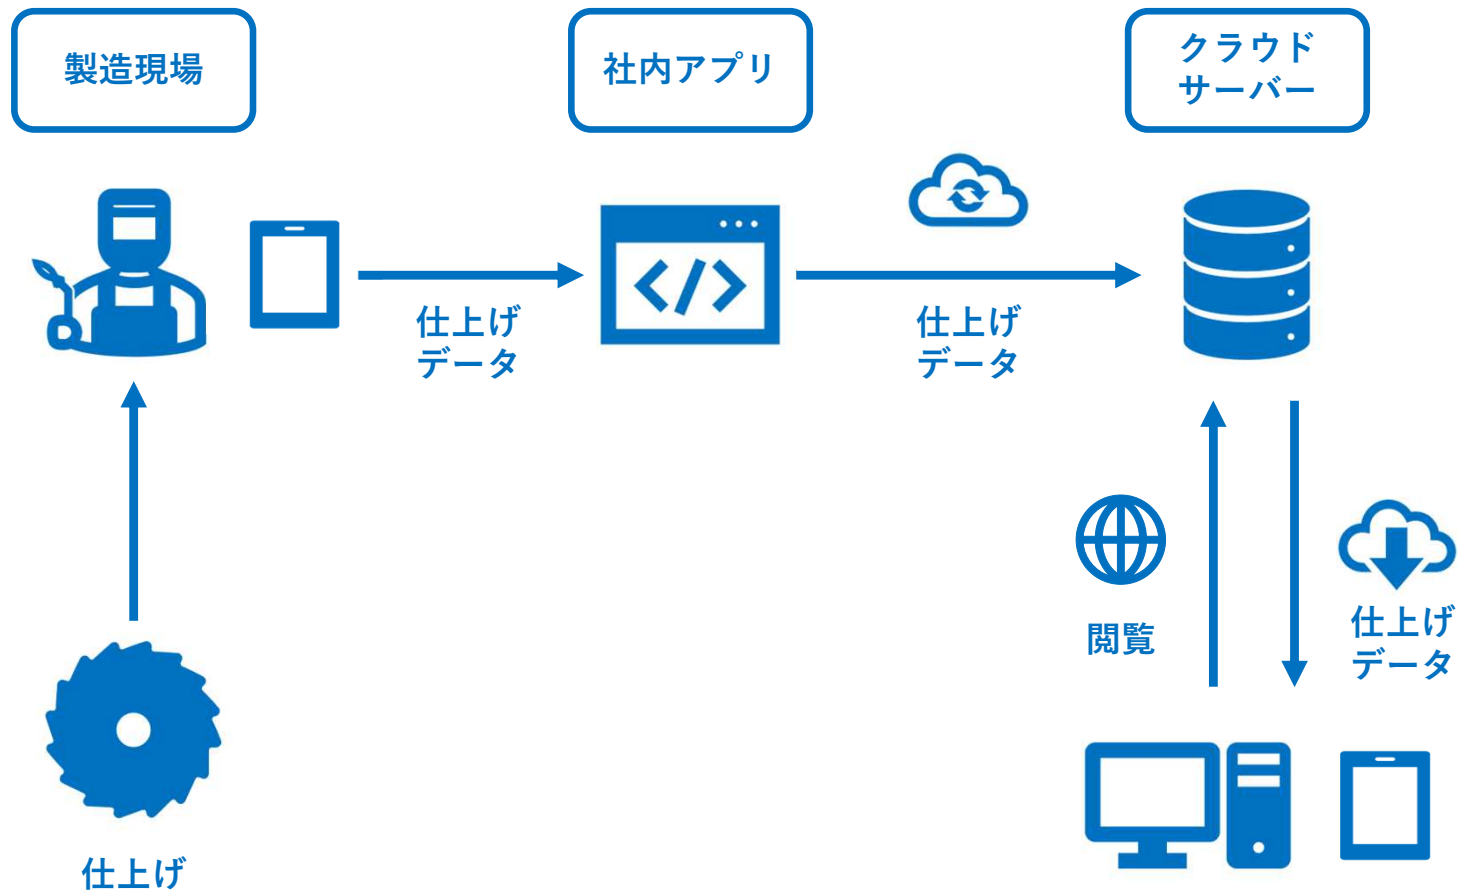 製造現場
社内アプリ
クラウド
サーバー
仕上げ
データ
仕上げ
データ
閲覧
仕上げ
データ
仕上げ